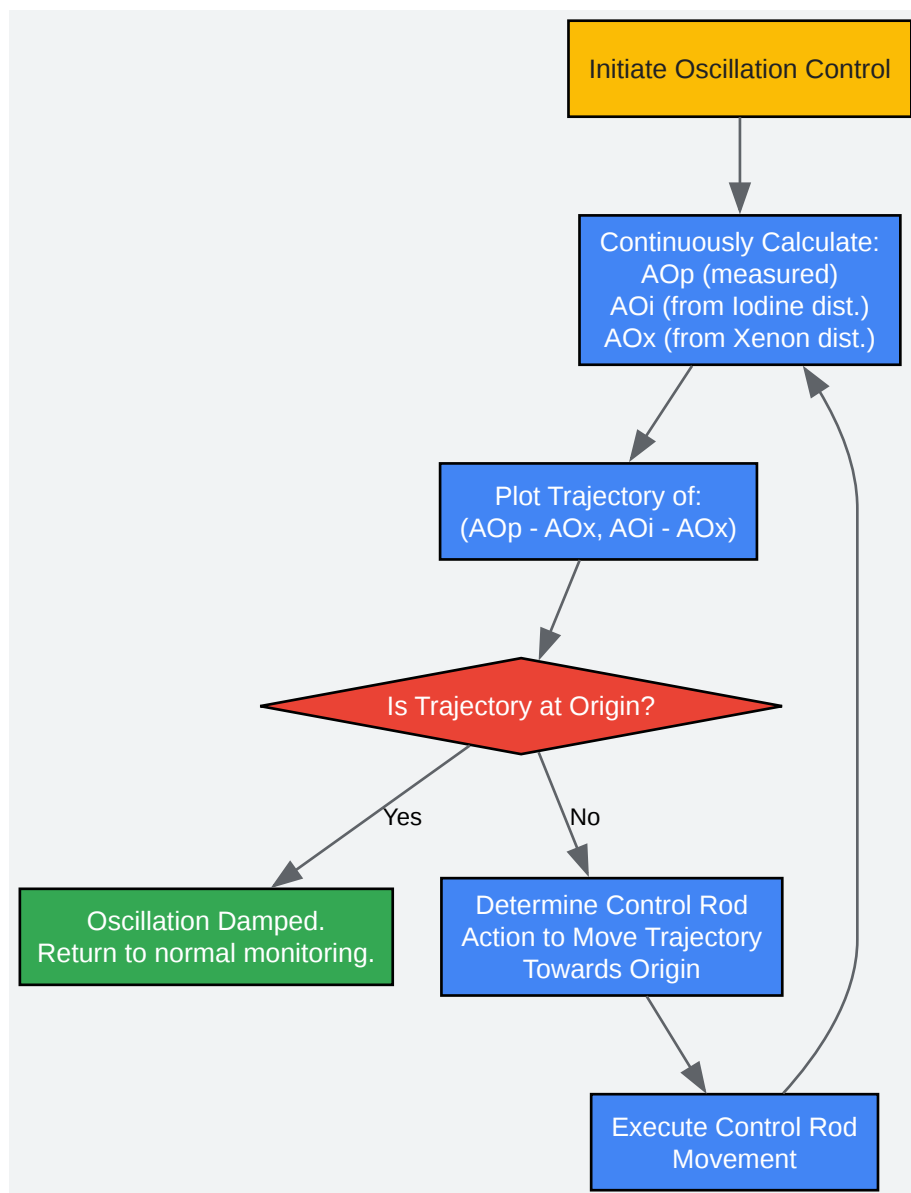 Initiate Oscillation Control
Continuously Calculate:
AOp (measured)
AOi (from Iodine dist.)
AOx (from Xenon dist.)
Plot Trajectory of:
(AOp - AOx, AOi - AOx)
Is Trajectory at Origin?
Yes
No
Oscillation Damped.
Return to normal monitoring.
Determine Control Rod
Action to Move Trajectory
Towards Origin
Execute Control Rod
Movement